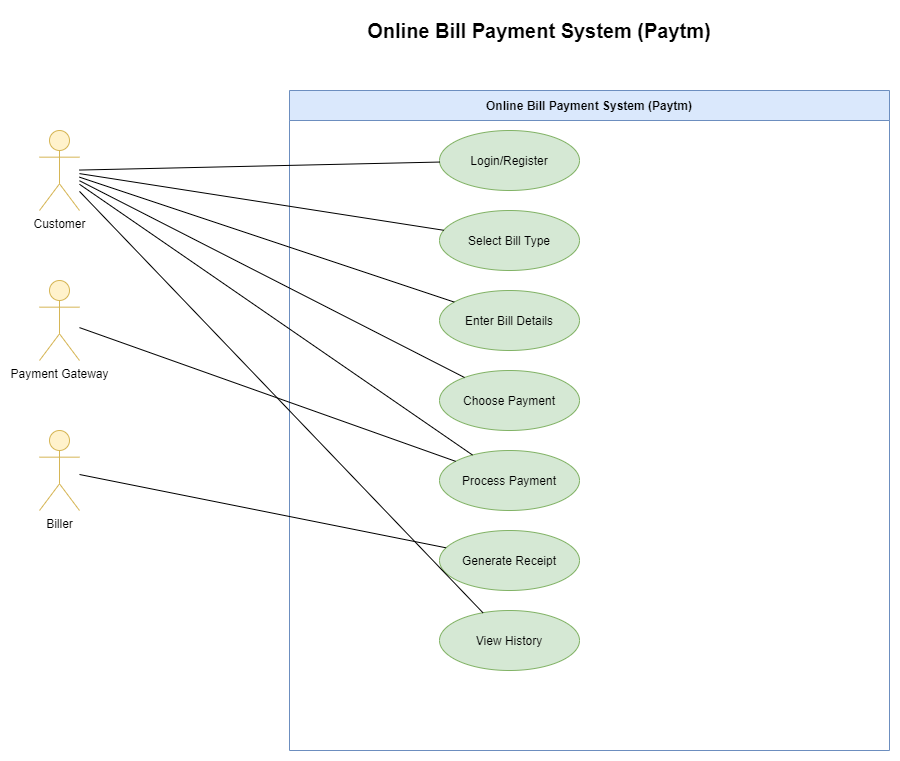 Online Bill Payment System (Paytm)
Online Bill Payment System (Paytm)
Login/Register
Customer
Select Bill Type
Enter Bill Details
Payment Gateway
Choose Payment
Process Payment
Biller
Generate Receipt
View History